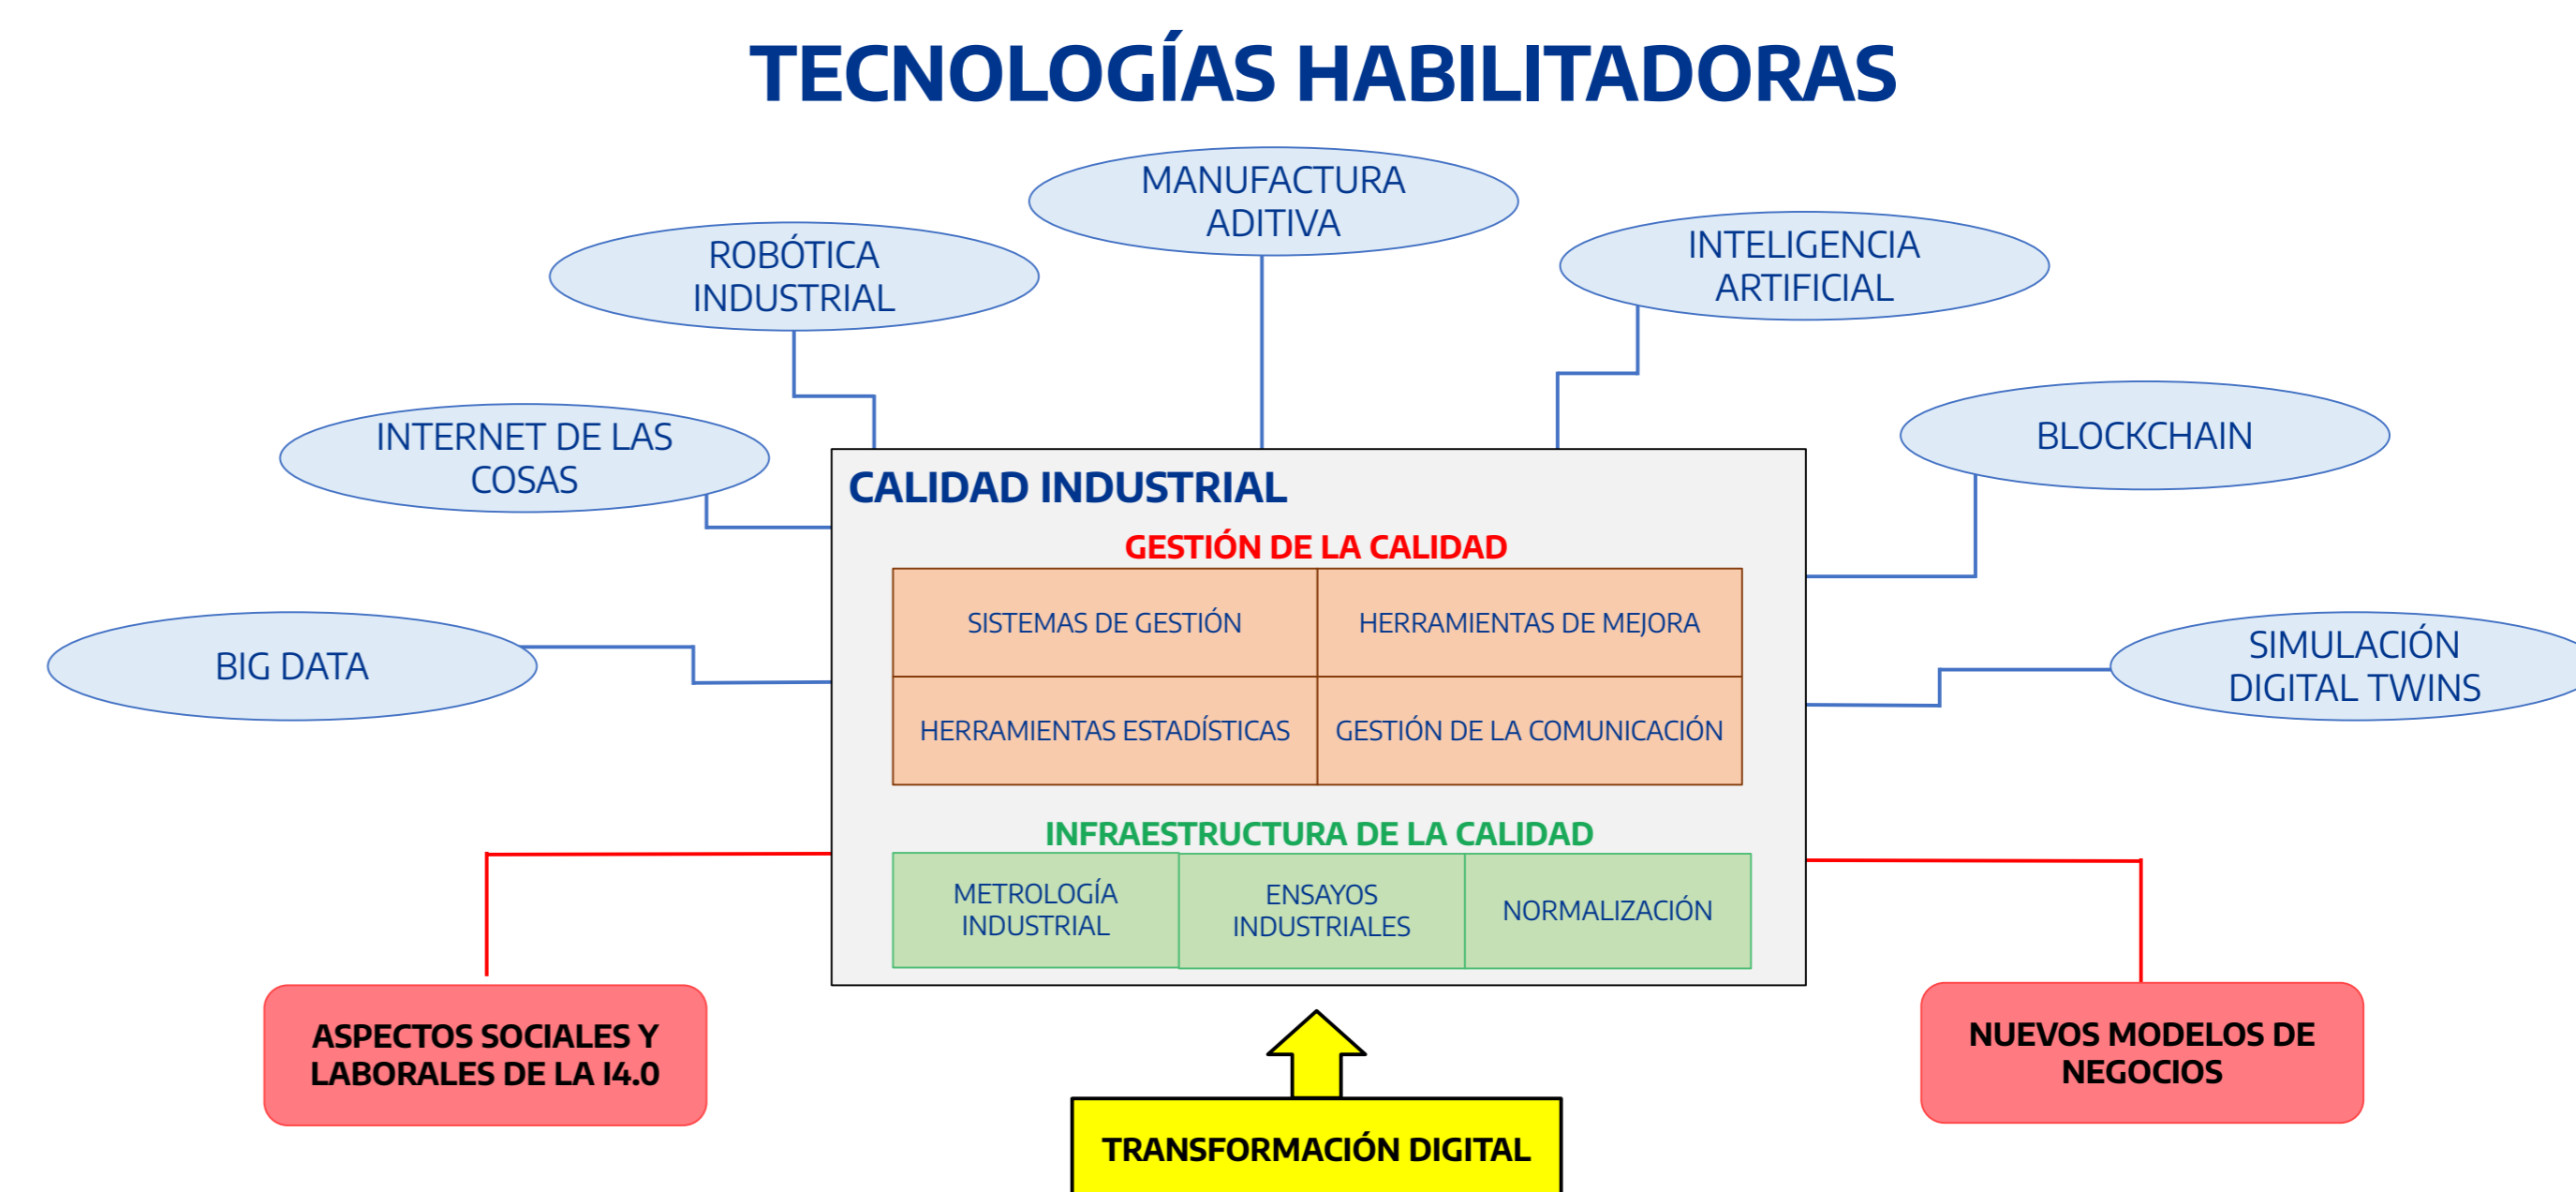 TECNOLOGÍAS HABILITADORAS
MANUFACTURA
ADITIVA
ROBÓTICA
INDUSTRIAL
INTELIGENCIA
ARTIFICIAL
INTERNET DE LAS
COSAS
BLOCKCHAIN
BIG DATA
SIMULACIÓN
DIGITAL TWINS
CALIDAD INDUSTRIAL
GESTIÓN DE LA CALIDAD
SISTEMAS DE GESTIÓN
HERRAMIENTAS DE MEJORA
HERRAMIENTAS ESTADÍSTICAS
GESTIÓN DE LA COMUNICACIÓN
INFRAESTRUCTURA DE LA CALIDAD
METROLOGÍA
INDUSTRIAL
ENSAYOS
INDUSTRIALES
NORMALIZACIÓN
ASPECTOS SOCIALES Y
LABORALES DE LA I4.0
NUEVOS MODELOS DE
NEGOCIOS
TRANSFORMACIÓN DIGITAL